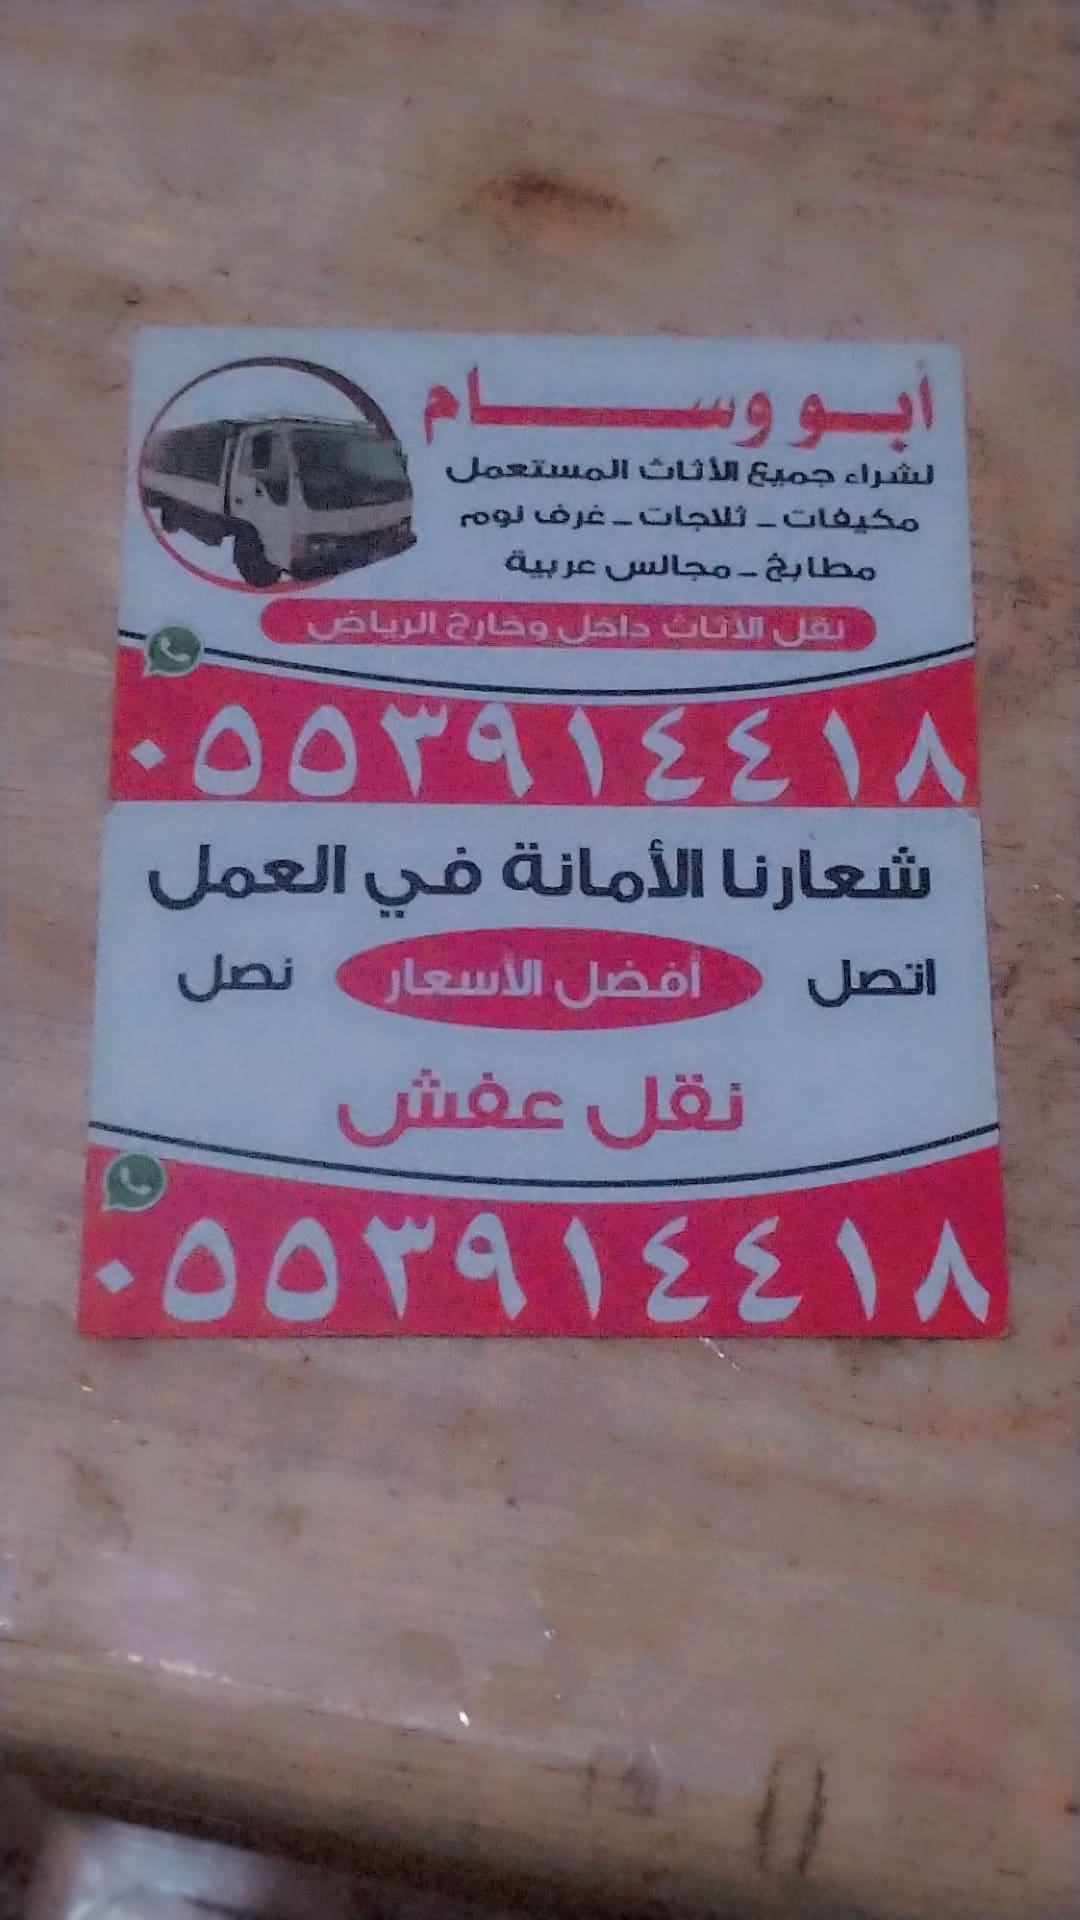 أبو وسام
لشراء جميع الأثاث المستعمل
مكيفات - ثلاجات - غرف نوم
مطابخ - مجالس عربية
نقل الأثاث داخل وخارج الرياض
٠٥٥٣٩١٤٤١٨
شعارنا الأمانة في العمل
اتصل أفضل الأسعار نصل
نقل عفش
٠٥٥٣٩١٤٤١٨